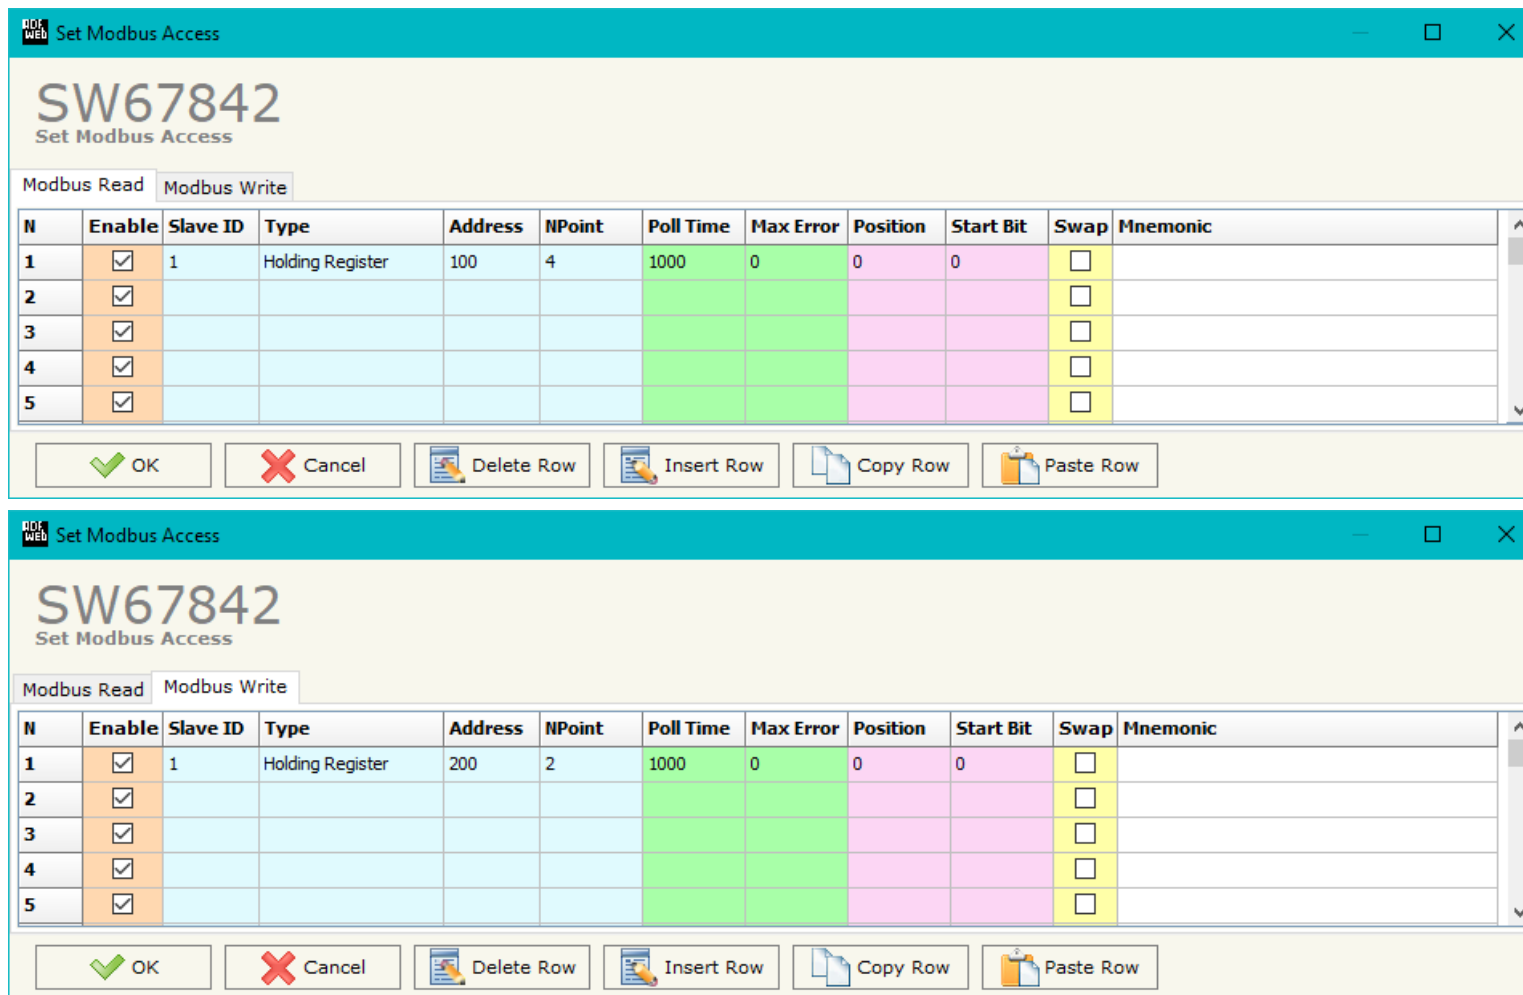 ADF WEB Set Modbus Access
SW67842
Set Modbus Access
Modbus Read Modbus Write
N Enable Slave ID Type Address NPoint Poll Time Max Error Position Start Bit Swap Mnemonic
1 1 Holding Register 100 4 1000 0 0 0
2
3
4
5
OK Cancel Delete Row Insert Row Copy Row Paste Row
ADF WEB Set Modbus Access
SW67842
Set Modbus Access
Modbus Read Modbus Write
N Enable Slave ID Type Address NPoint Poll Time Max Error Position Start Bit Swap Mnemonic
1 1 Holding Register 200 2 1000 0 0 0
2
3
4
5
OK Cancel Delete Row Insert Row Copy Row Paste Row